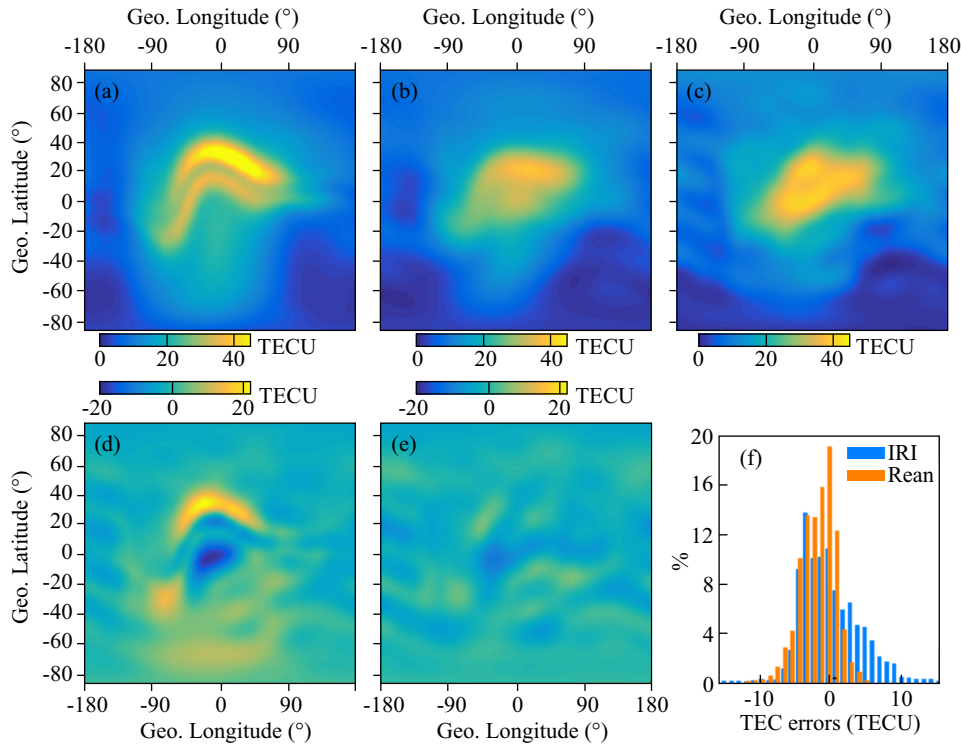 Geo. Longitude (°) Geo. Longitude (°) Geo. Longitude (°)
-180 -90 0 90 -180 -90 0 90 -180 -90 0 90 180
Geo. Latitude (°)
80 60 40 20 0 -20 -40 -60 -80
(a) (b) (c)
0 20 40 TECU 0 20 40 TECU 0 20 40 TECU
-20 0 20 TECU -20 0 20 TECU
Geo. Latitude (°)
80 60 40 20 0 -20 -40 -60 -80
(d) (e) (f)
IRI
Rean
%
20
16
12
8
4
0
-180 -90 0 90 -180 -90 0 90 180 -10 0 10
Geo. Longitude (°) Geo. Longitude (°) TEC errors (TECU)